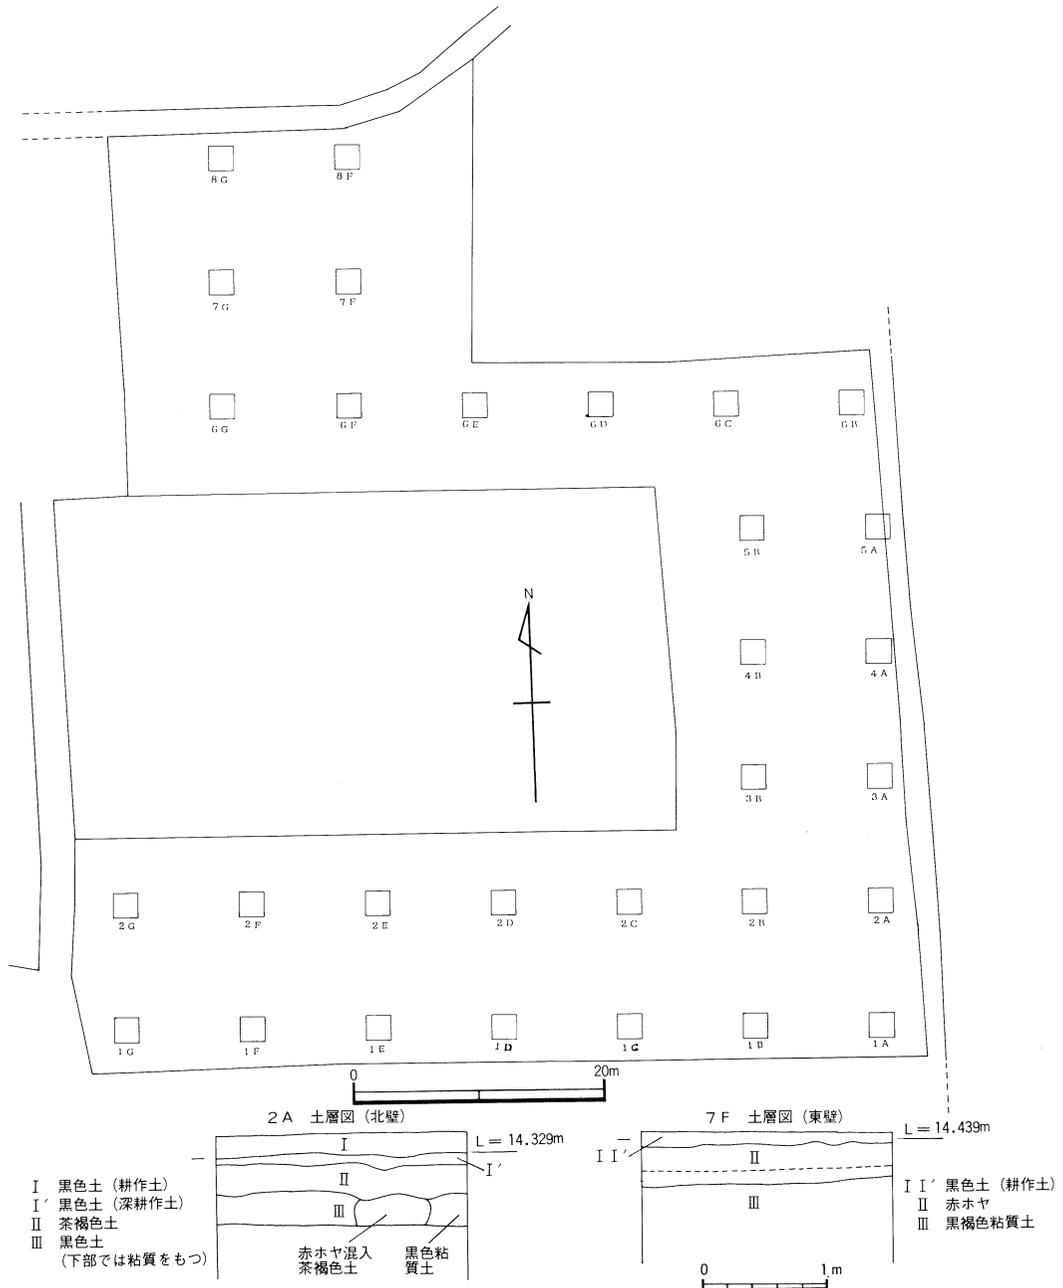 8G 8F
7G 7F
6G 6F 6E 6D 6C 6B
5B 5A
N
4B 4A
3B 3A
2G 2F 2E 2D 2C 2B 2A
1G 1F 1E 1D 1C 1B 1A
0 20m
2A 土層図(北壁)
I
L=14.329m
I′
II
III
赤ホヤ混入
茶褐色土
黒色粘
質土
I 黒色土(耕作土)
I′ 黒色土(深耕作土)
II 茶褐色土
III 黒色土
(下部では粘質をもつ)
7F 土層図(東壁)
L=14.439m
I I′
II
III
I I′ 黒色土(耕作土)
II 赤ホヤ
III 黒褐色粘質土
0 1m